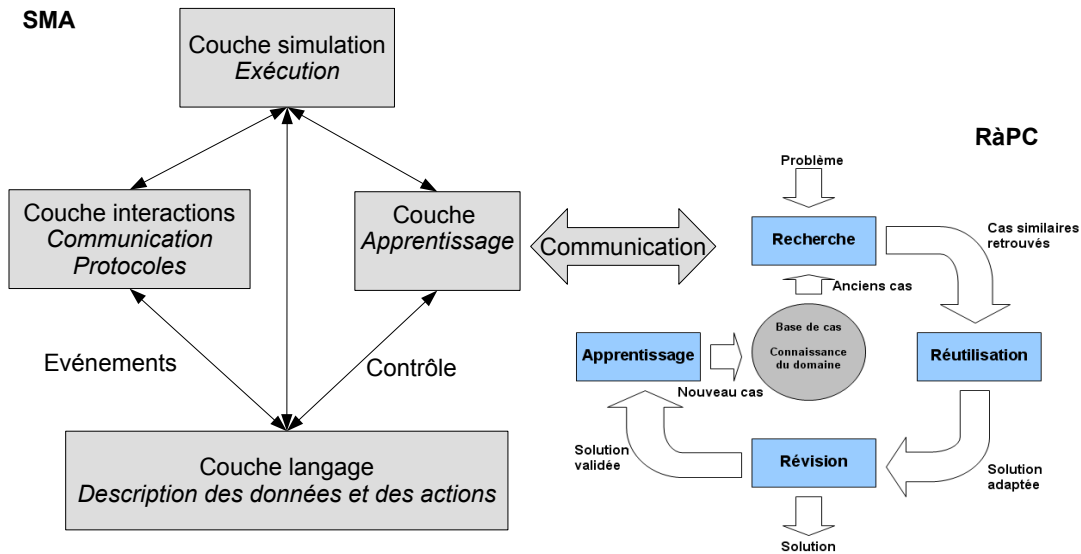 SMA
Couche simulation
Exécution
Couche interactions
Communication
Protocoles
Couche
Apprentissage
Evénements
Contrôle
Couche langage
Description des données et des actions
Communication
RàPC
Problème
Recherche
Cas similaires
retrouvés
Anciens cas
Base de cas
Connaissance
du domaine
Apprentissage
Nouveau cas
Réutilisation
Solution
validée
Révision
Solution
adaptée
Solution